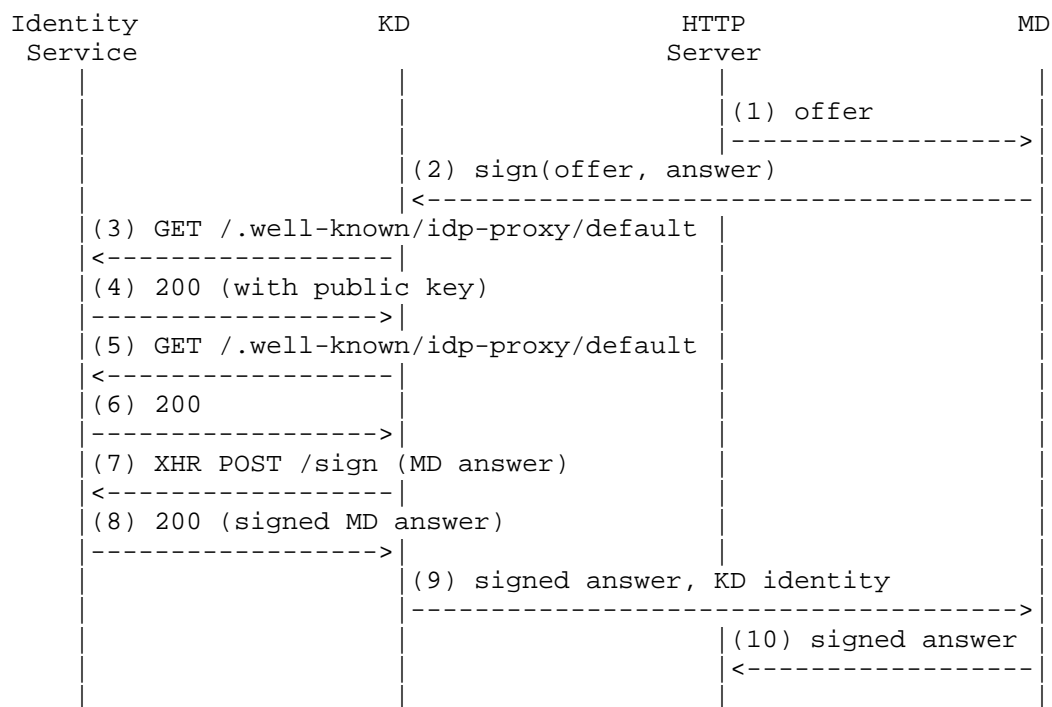 Identity KD HTTP MD
Service Server
(1) offer
(2) sign(offer, answer)
(3) GET /.well-known/idp-proxy/default
(4) 200 (with public key)
(5) GET /.well-known/idp-proxy/default
(6) 200
(7) XHR POST /sign (MD answer)
(8) 200 (signed MD answer)
(9) signed answer, KD identity
(10) signed answer